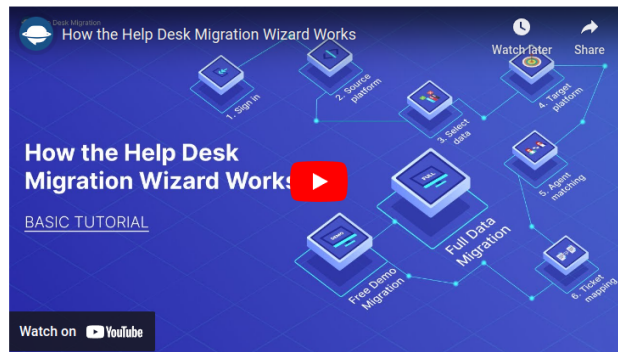 Desk Migration
How the Help Desk Migration Wizard Works
Watch later
Share
1. Sign in
2. Source
platform
3. Select
data
4. Target
platform
How the Help Desk
Migration Wizard Works
BASIC TUTORIAL
5. Agent
matching
FULL
Full Data
Migration
DEMO
Free Demo
Migration
6. Ticket
mapping
Watch on YouTube